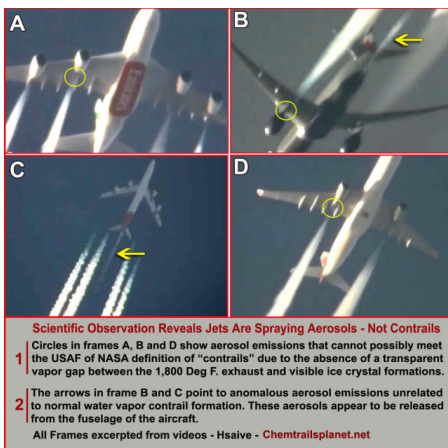 A
B
C
D
Scientific Observation Reveals Jets Are Spraying Aerosols - Not Contrails
1
Circles in frames A, B and D show aerosol emissions that cannot possibly meet
the USAF of NASA definition of “contrails” due to the absence of a transparent
vapor gap between the 1,800 Deg F. exhaust and visible ice crystal formations.
2
The arrows in frame B and C point to anomalous aerosol emissions unrelated
to normal water vapor contrail formation. These aerosols appear to be released
from the fuselage of the aircraft.
All Frames excerpted from videos - Hsaive - Chemtrailsplanet.net